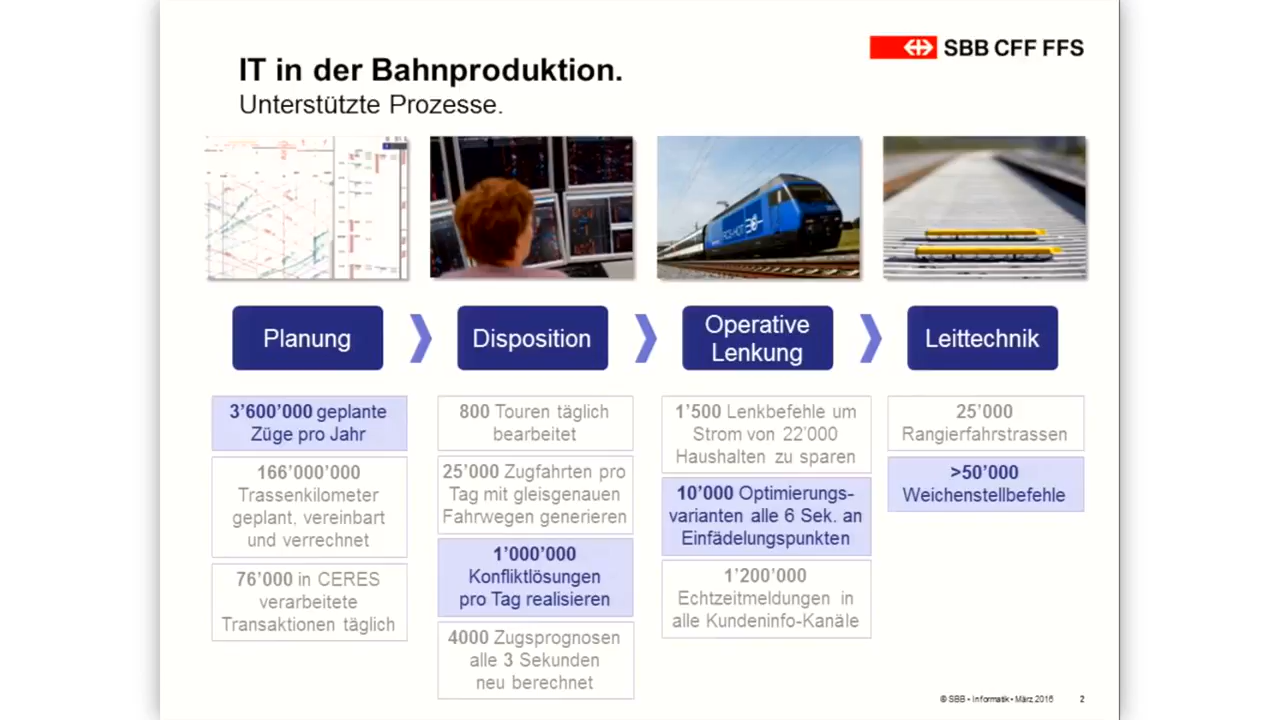 SBB CFF FFS
IT in der Bahnproduktion.
Unterstützte Prozesse.
Planung
Disposition
Operative
Lenkung
Leittechnik
3’600’000 geplante
Züge pro Jahr
166’000’000
Trassenkilometer
geplant, vereinbart
und verrechnet
76’000 in CERES
verarbeitete
Transaktionen täglich
800 Touren täglich
bearbeitet
25’000 Zugfahrten pro
Tag mit gleisgenauen
Fahrwegen generieren
1’000’000
Konfliktlösungen
pro Tag realisieren
4000 Zugsprognosen
alle 3 Sekunden
neu berechnet
1’500 Lenkbefehle um
Strom von 22’000
Haushalten zu sparen
10’000 Optimierungs-
varianten alle 6 Sek. an
Einfädelungspunkten
1’200’000
Echtzeitmeldungen in
alle Kundeninfo-Kanäle
25’000
Rangierfahrstrassen
>50’000
Weichenstellbefehle
© SBB • Informatik • März 2016 2